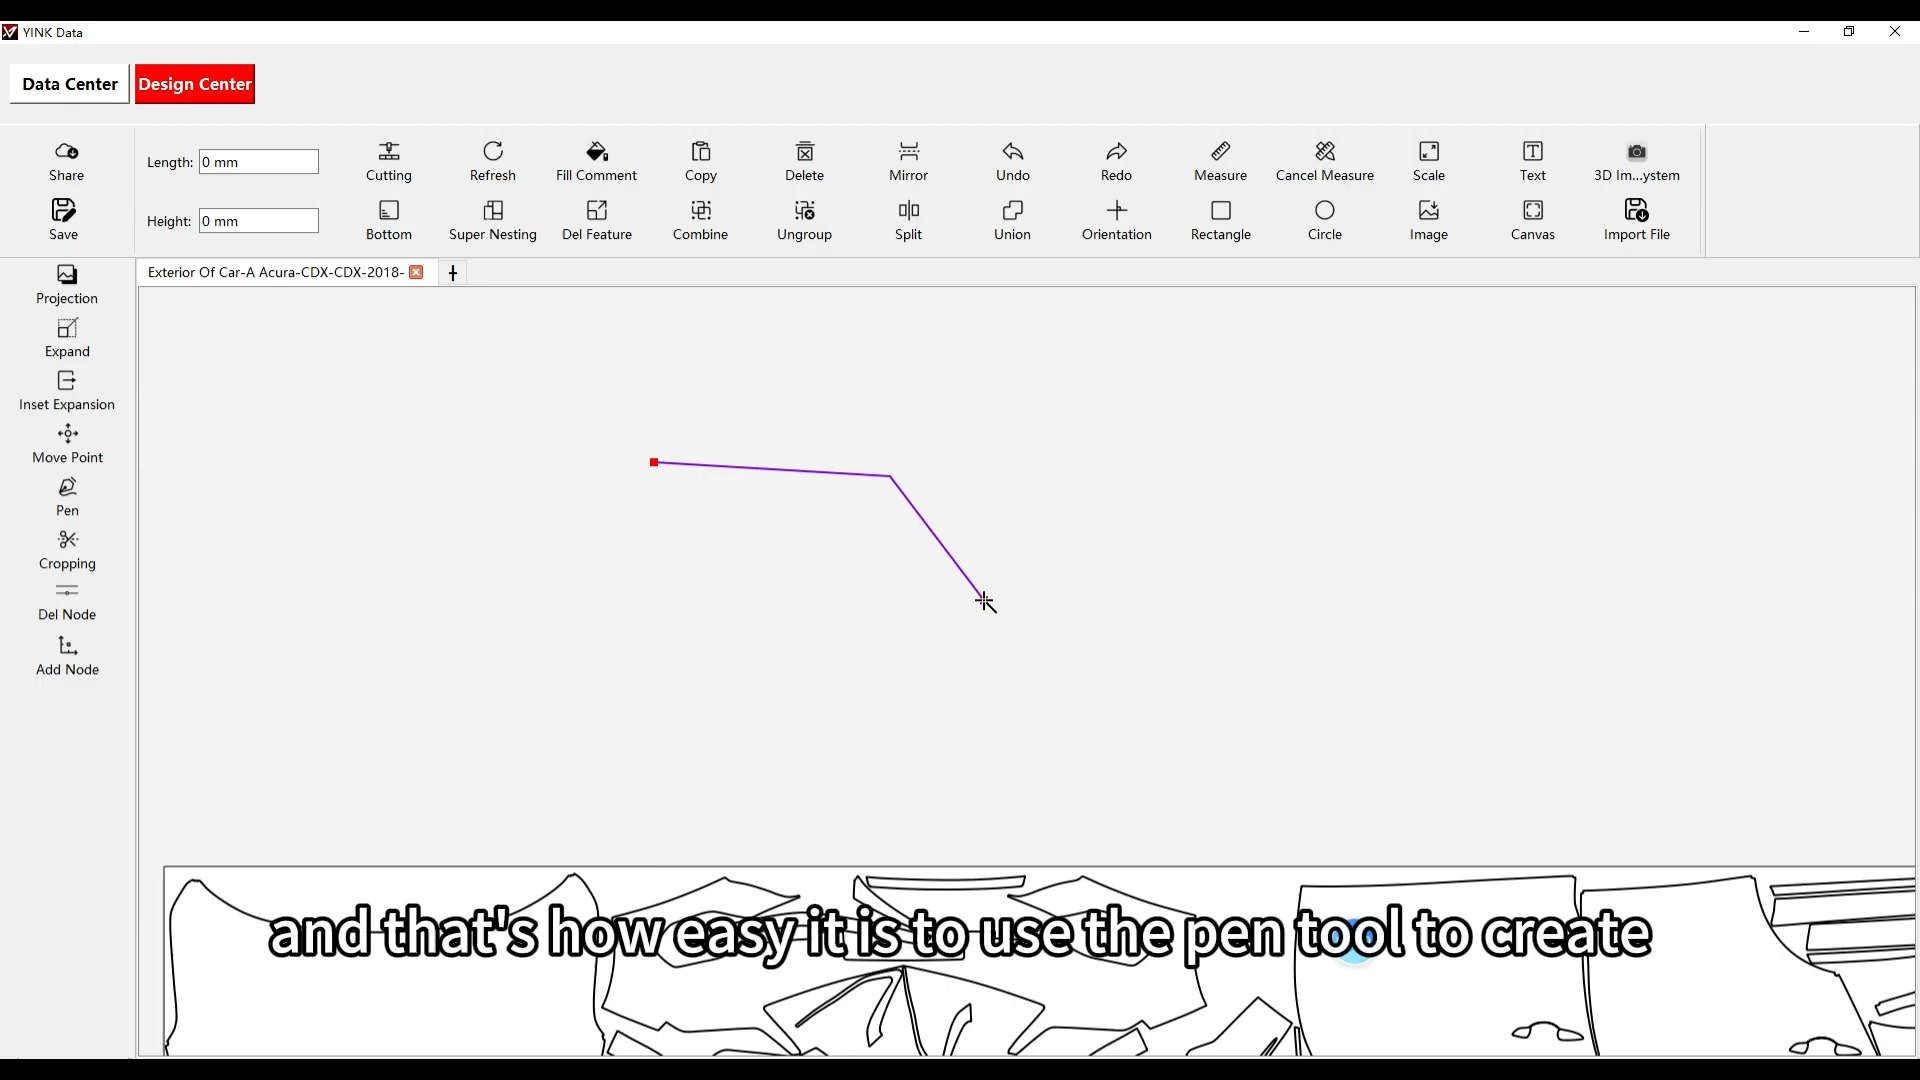 YINK Data
Data Center
Design Center
Share
Length: 0 mm
Cutting
Refresh
Fill Comment
Copy
Delete
Mirror
Undo
Redo
Measure
Cancel Measure
Scale
Text
3D Im...ystem
Save
Height: 0 mm
Bottom
Super Nesting
Del Feature
Combine
Ungroup
Split
Union
Orientation
Rectangle
Circle
Image
Canvas
Import File
Exterior Of Car-A Acura-CDX-CDX-2018-
Projection
Expand
Inset Expansion
Move Point
Pen
Cropping
Del Node
Add Node
and that's how easy it is to use the pen tool to create